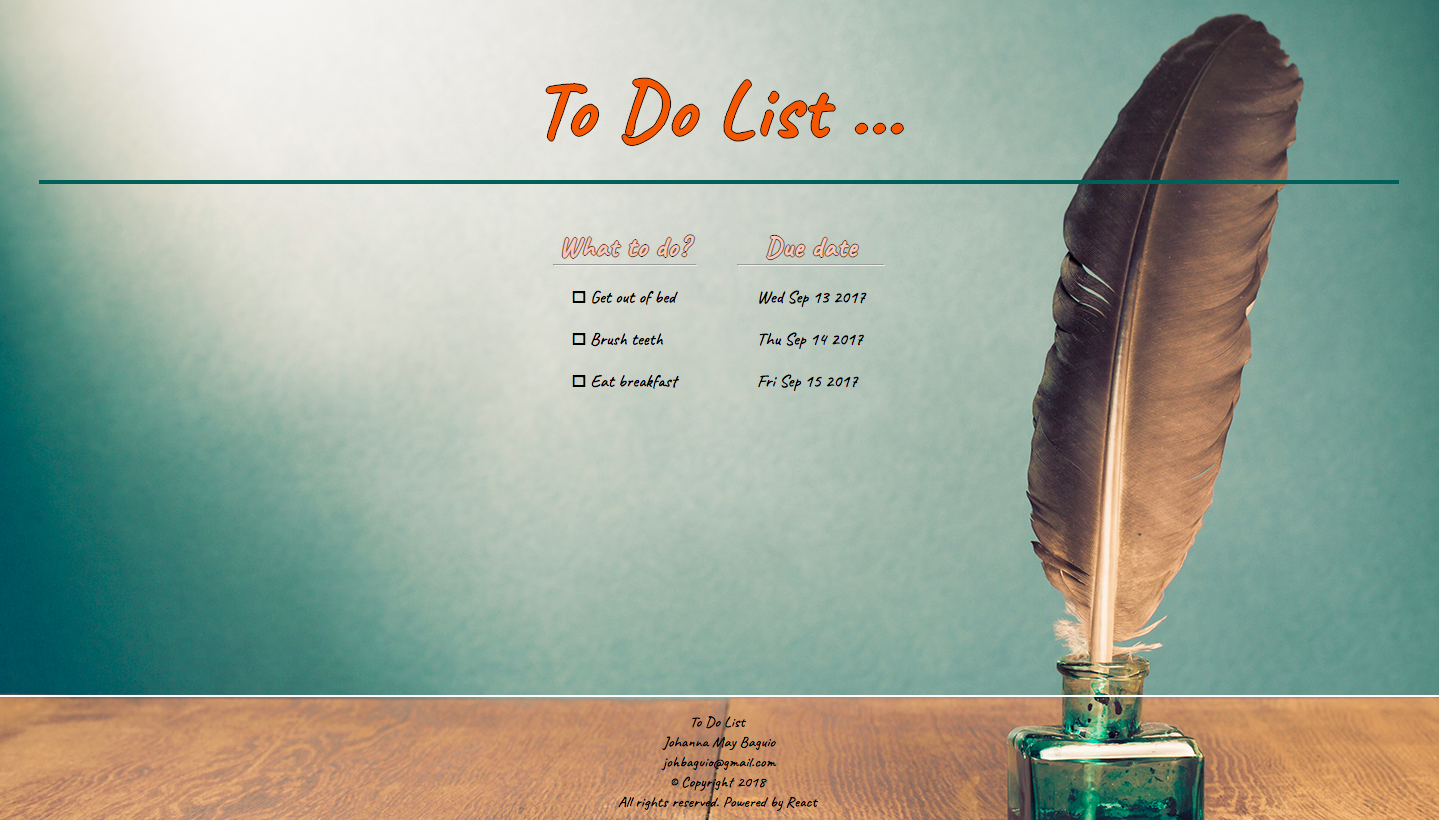 To Do List ...
What to do? Due date
Get out of bed Wed Sep 13 2017
Brush teeth Thu Sep 14 2017
Eat breakfast Fri Sep 15 2017
To Do List
Johanna May Baguio
johbaguio@gmail.com
© Copyright 2018
All rights reserved. Powered by React